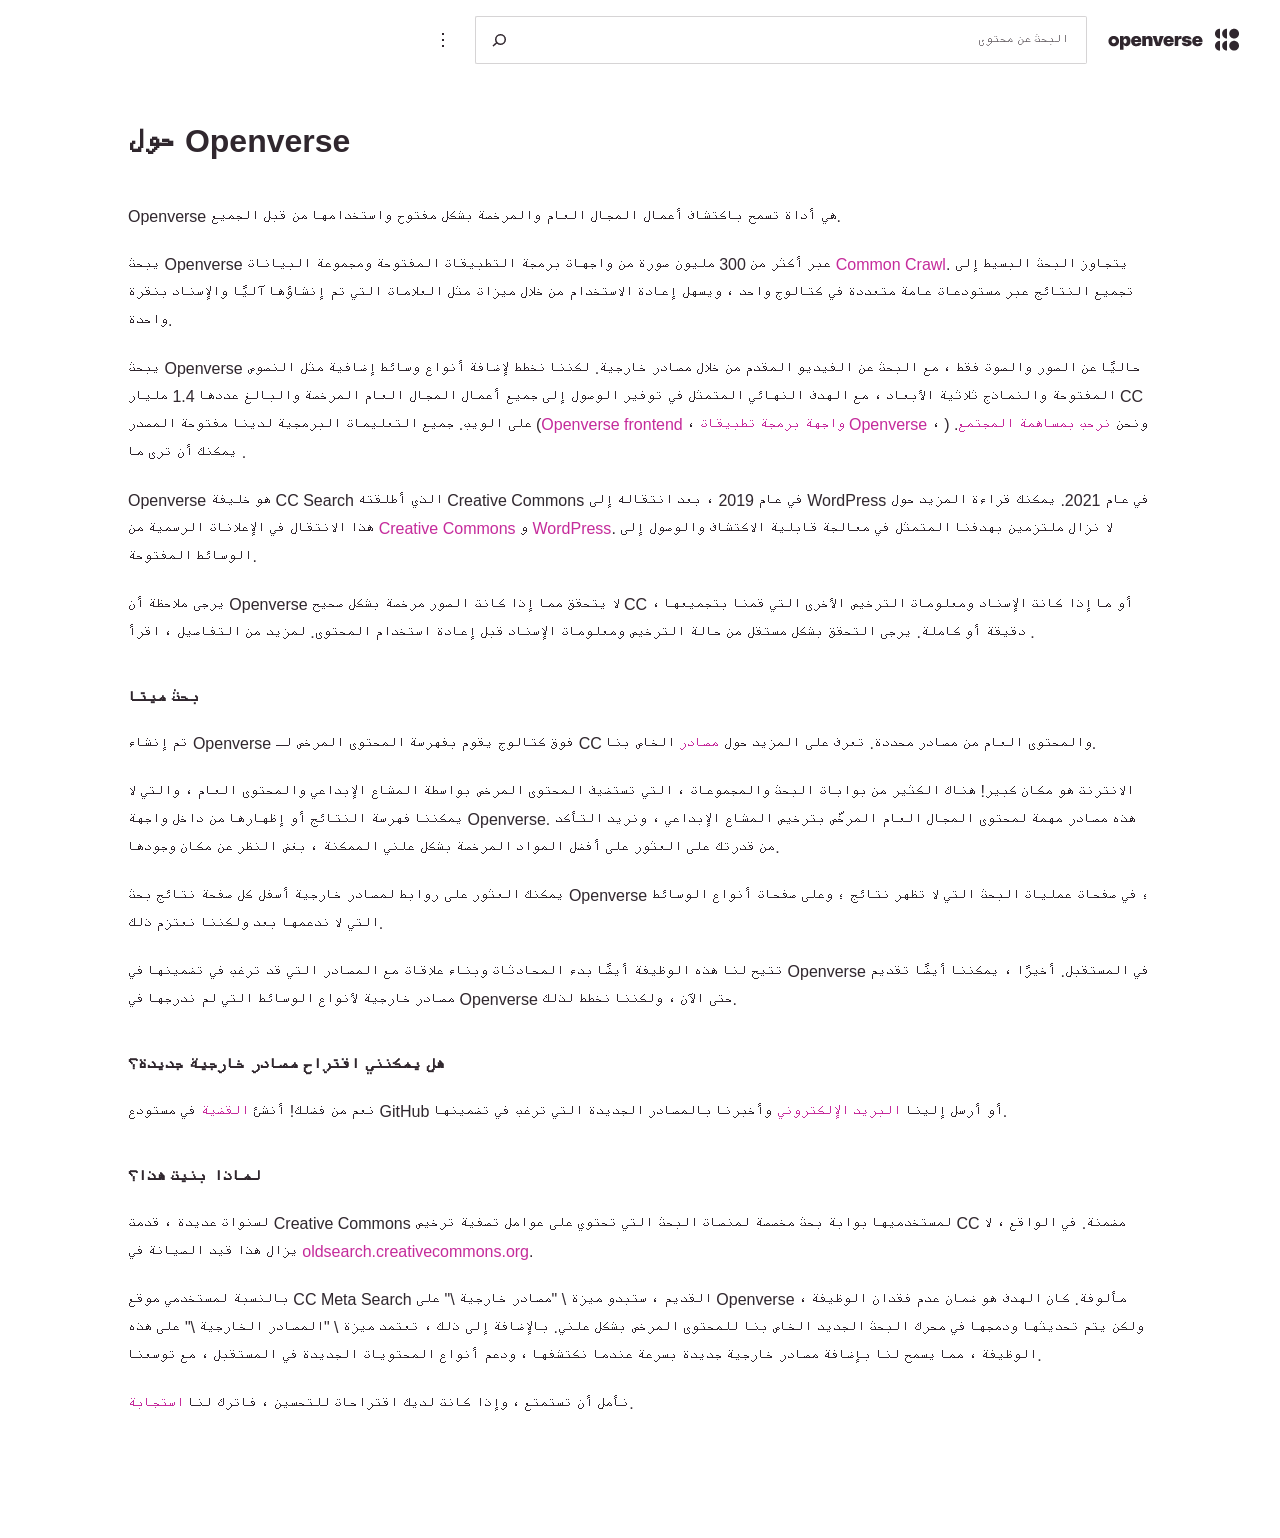 openverse
البحث عن محتوى
حول Openverse
Openverse هي أداة تسمح باكتشاف أعمال المجال العام والمرخصة بشكل مفتوح واستخدامها من قبل الجميع.
يبحث Openverse عبر أكثر من 300 مليون صورة من واجهات برمجة التطبيقات المفتوحة ومجموعة البيانات Common Crawl. يتجاوز البحث البسيط إلى
تجميع النتائج عبر مستودعات عامة متعددة في كتالوج واحد ، ويسهل إعادة الاستخدام من خلال ميزات مثل العلامات التي تم إنشاؤها آليًا والإسناد بنقرة
واحدة.
يبحث Openverse حاليًا عن الصور والصوت فقط ، مع البحث عن الفيديو المقدم من خلال مصادر خارجية. لكننا نخطط لإضافة أنواع وسائط إضافية مثل النصوص
المفتوحة والنماذج ثلاثية الأبعاد ، مع الهدف النهائي المتمثل في توفير الوصول إلى جميع أعمال المجال العام المرخصة والبالغ عددها 1.4 مليار CC
على الويب. جميع التعليمات البرمجية لدينا مفتوحة المصدر (Openverse frontend ، واجهة برمجة تطبيقات Openverse ، ). ونحن نرحب بمساهمة المجتمع
يمكنك أن ترى ما .
Openverse هو خليفة CC Search الذي أطلقته Creative Commons في عام 2019 ، بعد انتقاله إلى WordPress في عام 2021. يمكنك قراءة المزيد حول
هذا الانتقال في الإعلانات الرسمية من Creative Commons و WordPress. لا نزال ملتزمين بهدفنا المتمثل في معالجة قابلية الاكتشاف والوصول إلى
الوسائط المفتوحة.
يرجى ملاحظة أن Openverse لا يتحقق مما إذا كانت الصور مرخصة بشكل صحيح CC ، أو ما إذا كانت الإسناد ومعلومات الترخيص الأخرى التي قمنا بتجميعها
دقيقة أو كاملة. يرجى التحقق بشكل مستقل من حالة الترخيص ومعلومات الإسناد قبل إعادة استخدام المحتوى. لمزيد من التفاصيل ، اقرأ .
بحث ميتا
تم إنشاء Openverse فوق كتالوج يقوم بفهرسة المحتوى المرخص لـ CC والمحتوى العام من مصادر محددة. تعرف على المزيد حول مصادر الخاص بنا.
الانترنت هو مكان كبير! هناك الكثير من بوابات البحث والمجموعات ، التي تستضيف المحتوى المرخص بواسطة المشاع الإبداعي والمحتوى العام ، والتي لا
يمكننا فهرسة النتائج أو إظهارها من داخل واجهة Openverse. هذه مصادر مهمة لمحتوى المجال العام المرخّص بترخيص المشاع الإبداعي ، ونريد التأكد
من قدرتك على العثور على أفضل المواد المرخصة بشكل علني الممكنة ، بغض النظر عن مكان وجودها.
يمكنك العثور على روابط لمصادر خارجية أسفل كل صفحة نتائج بحث Openverse ؛ في صفحات عمليات البحث التي لا تظهر نتائج ؛ وعلى صفحات أنواع الوسائط
التي لا ندعمها بعد ولكننا نعتزم ذلك.
تتيح لنا هذه الوظيفة أيضًا بدء المحادثات وبناء علاقات مع المصادر التي قد ترغب في تضمينها في Openverse في المستقبل. أخيرًا ، يمكننا أيضًا تقديم
مصادر خارجية لأنواع الوسائط التي لم ندرجها في Openverse حتى الآن ، ولكننا نخطط لذلك.
هل يمكنني اقتراح مصادر خارجية جديدة؟
نعم من فضلك! أنشئ القضية في مستودع GitHub أو أرسل إلينا البريد الإلكتروني وأخبرنا بالمصادر الجديدة التي ترغب في تضمينها.
لماذا بنيت هذا؟
لسنوات عديدة ، قدمت Creative Commons لمستخدميها بوابة بحث مخصصة لمنصات البحث التي تحتوي على عوامل تصفية ترخيص CC مضمنة. في الواقع ، لا
يزال هذا قيد الصيانة في oldsearch.creativecommons.org.
بالنسبة لمستخدمي موقع CC Meta Search القديم ، ستبدو ميزة \ "مصادر خارجية \" على Openverse مألوفة. كان الهدف هو ضمان عدم فقدان الوظيفة ،
ولكن يتم تحديثها ودمجها في محرك البحث الجديد الخاص بنا للمحتوى المرخص بشكل علني. بالإضافة إلى ذلك ، تعتمد ميزة \ "المصادر الخارجية \" على هذه
الوظيفة ، مما يسمح لنا بإضافة مصادر خارجية جديدة بسرعة عندما نكتشفها ، ودعم أنواع المحتويات الجديدة في المستقبل ، مع توسعنا.
نأمل أن تستمتع ، وإذا كانت لديك اقتراحات للتحسين ، فاترك لنا استجابة.